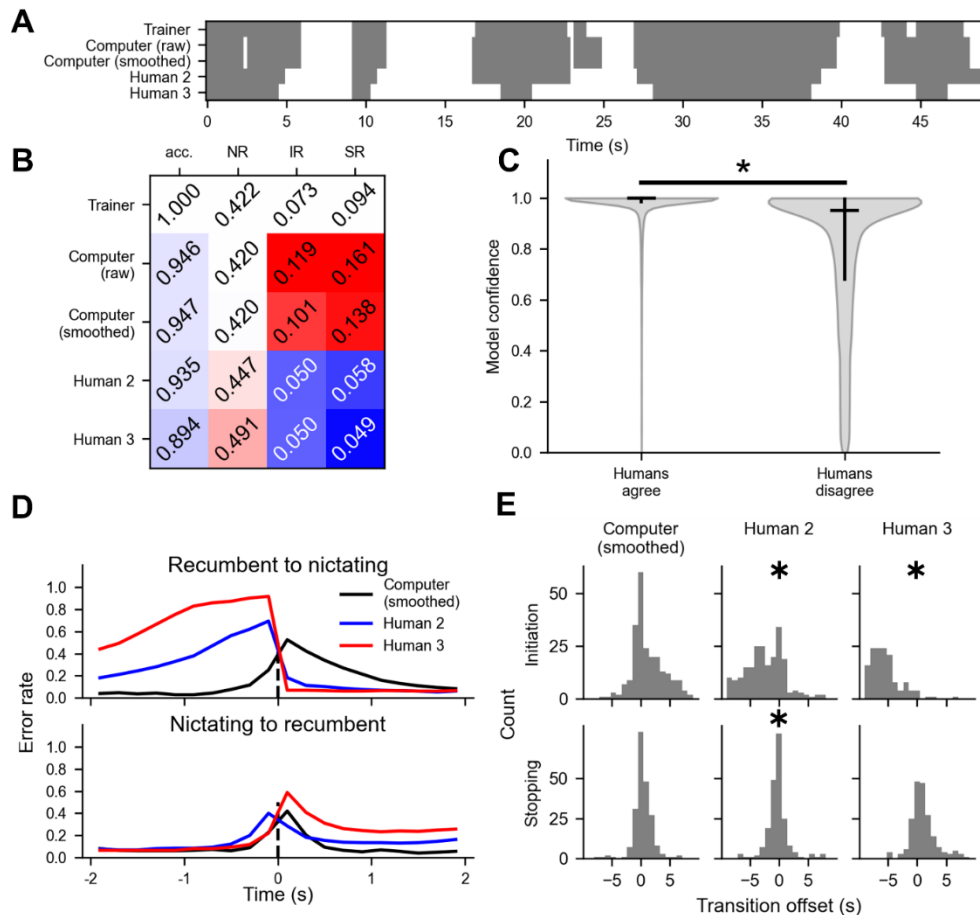 A
Trainer
Computer (raw)
Computer (smoothed)
Human 2
Human 3
0 5 10 15 20 25 30 35 40 45
Time (s)
B
acc. NR IR SR
Trainer
1.000 0.422 0.073 0.094
Computer
(raw)
0.946 0.420 0.119 0.161
Computer
(smoothed)
0.947 0.420 0.101 0.138
Human 2
0.935 0.447 0.050 0.058
Human 3
0.894 0.491 0.050 0.049
C
*
Model confidence
1.0
0.8
0.6
0.4
0.2
0.0
Humans
agree
Humans
disagree
D
Recumbent to nictating
Computer
(smoothed)
Human 2
Human 3
1.0
0.8
0.6
0.4
0.2
0.0
Error rate
Nictating to recumbent
1.0
0.8
0.6
0.4
0.2
0.0
-2 -1 0 1 2
Time (s)
E
Computer
(smoothed)
Human 2
Human 3
* *
Initiation
50
25
0
Count
*
Stopping
50
25
0
−5 0 5
−5 0 5
−5 0 5
Transition offset (s)